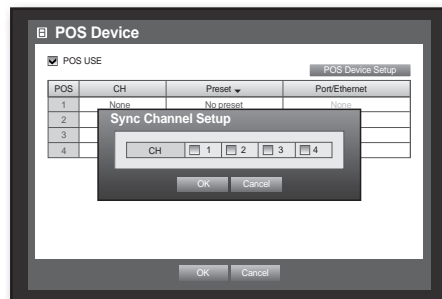 POS Device
POS USE
POS Device Setup
POS CH Preset Port/Ethernet
1 None No preset None
2
3
4
Sync Channel Setup
CH 1 2 3 4
OK Cancel
OK Cancel